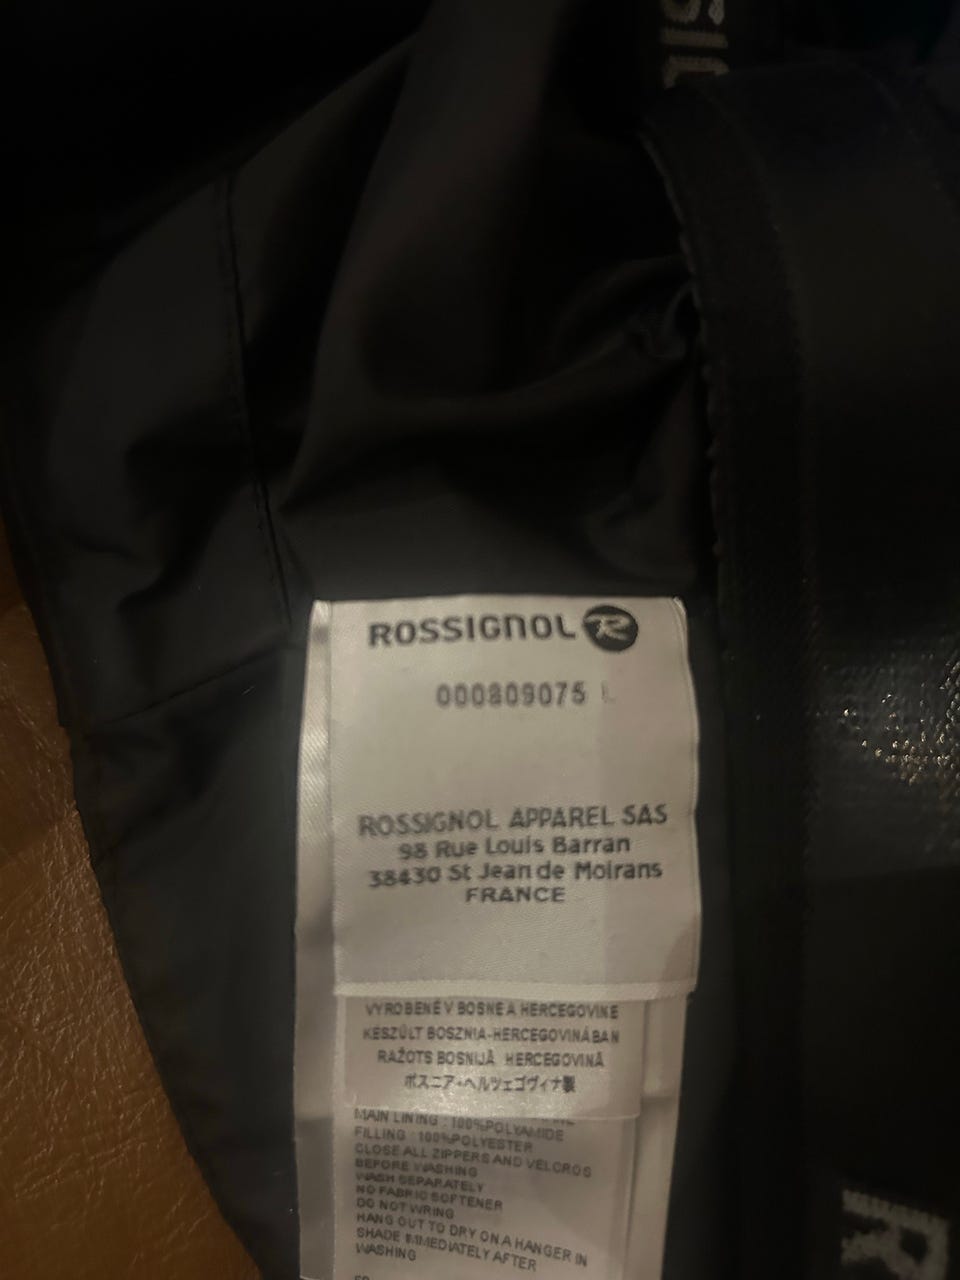 ROSSIGNOL R
000809075 L
ROSSIGNOL APPAREL SAS
98 Rue Louis Barran
38430 St Jean de Moirans
FRANCE
VYROBENÉ V BOSNE A HERCEGOVINE
KÉSZÜLT BOSZNIA-HERCEGOVINÁBAN
RAŽOTS BOSNIJĀ HERCEGOVINĀ
ボスニア・ヘルツェゴヴィナ製
MAIN LINING : 100%POLYAMIDE
FILLING : 100%POLYESTER
CLOSE ALL ZIPPERS AND VELCROS
BEFORE WASHING
WASH SEPARATELY
NO FABRIC SOFTENER
DO NOT WRING
HANG OUT TO DRY ON A HANGER IN
SHADE IMMEDIATELY AFTER
WASHING
R